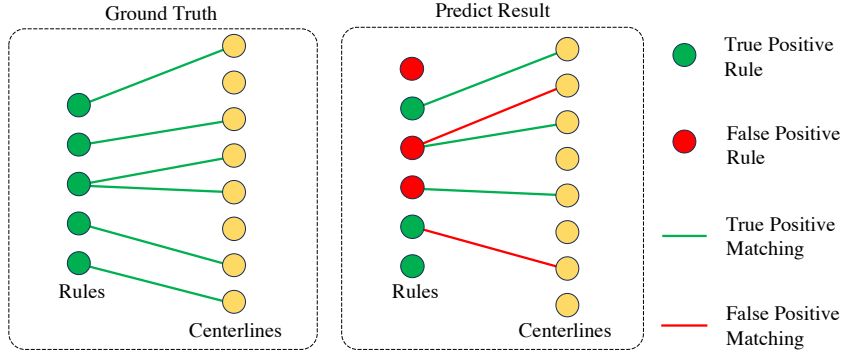 Ground Truth
Predict Result
Rules
Centerlines
Rules
Centerlines
True Positive
Rule
False Positive
Rule
True Positive
Matching
False Positive
Matching